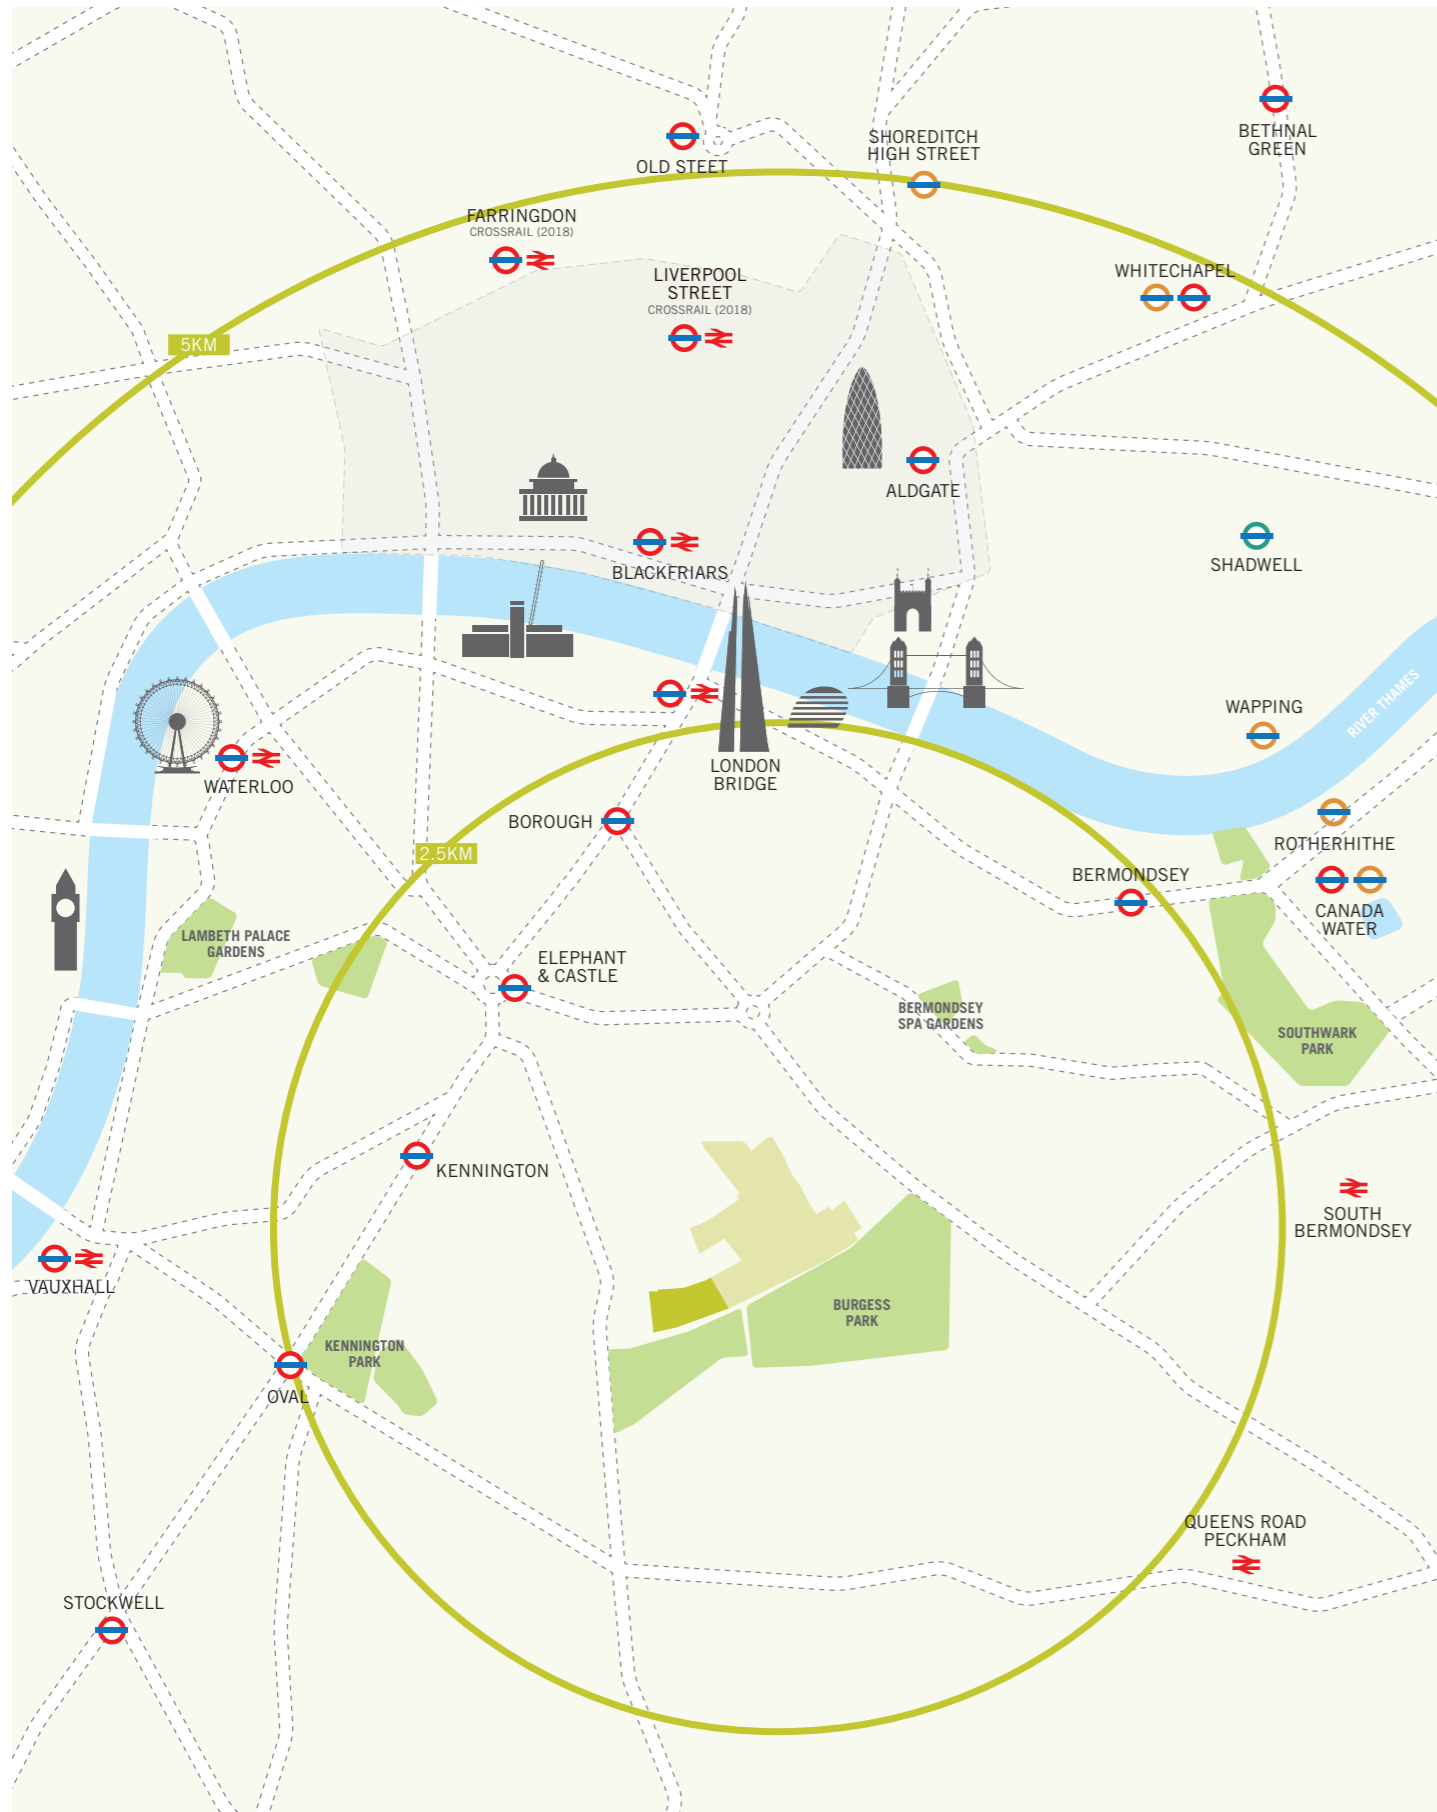 BETHNAL
GREEN
OLD STEET
SHOREDITCH
HIGH STREET
FARRINGDON
CROSSRAIL (2018)
LIVERPOOL
STREET
CROSSRAIL (2018)
WHITECHAPEL
5KM
ALDGATE
SHADWELL
BLACKFRIARS
RIVER THAMES
WAPPING
WATERLOO
LONDON
BRIDGE
BOROUGH
ROTHERHITHE
2.5KM
BERMONDSEY
CANADA
WATER
LAMBETH PALACE
GARDENS
ELEPHANT
& CASTLE
BERMONDSEY
SPA GARDENS
SOUTHWARK
PARK
KENNINGTON
SOUTH
BERMONDSEY
VAUXHALL
BURGESS
PARK
KENNINGTON
PARK
OVAL
QUEENS ROAD
PECKHAM
STOCKWELL